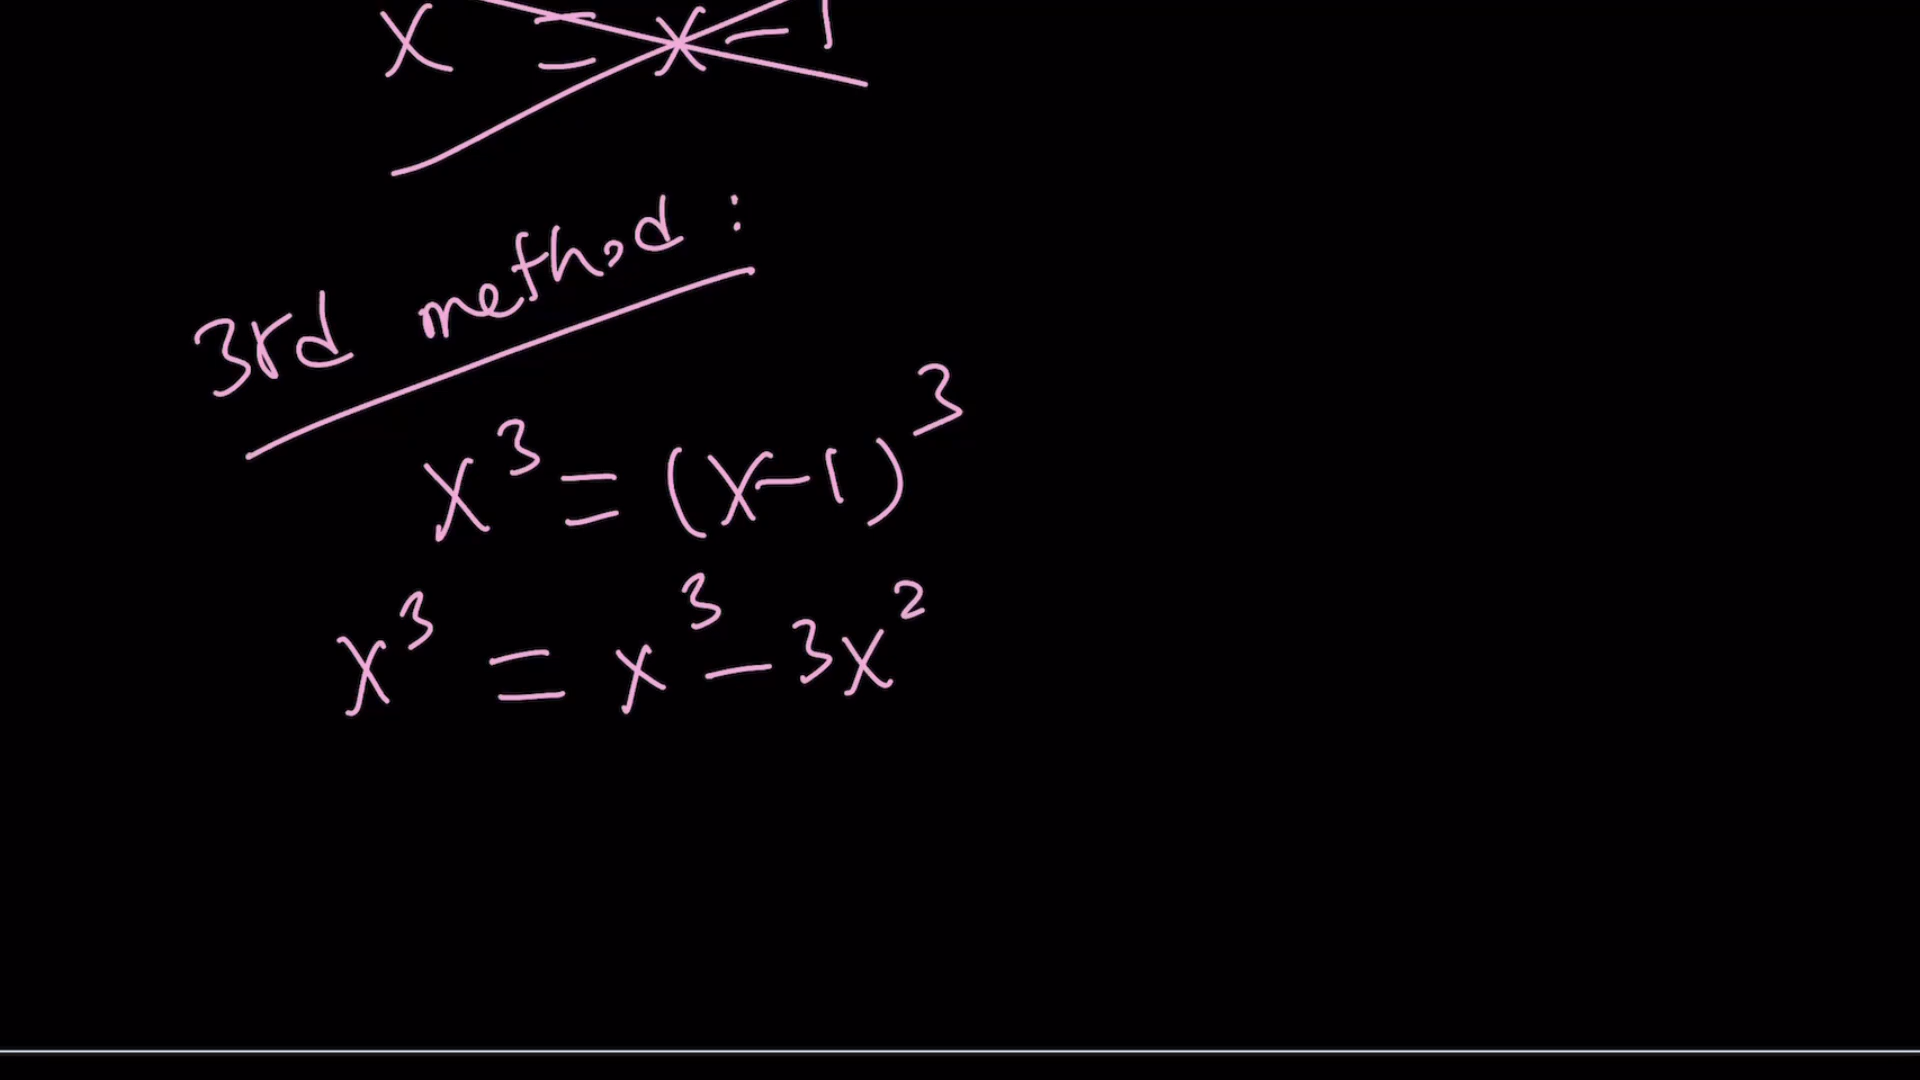 x = x - 1
3rd method:
x³ = (x-1)³
x³ = x³ - 3x²